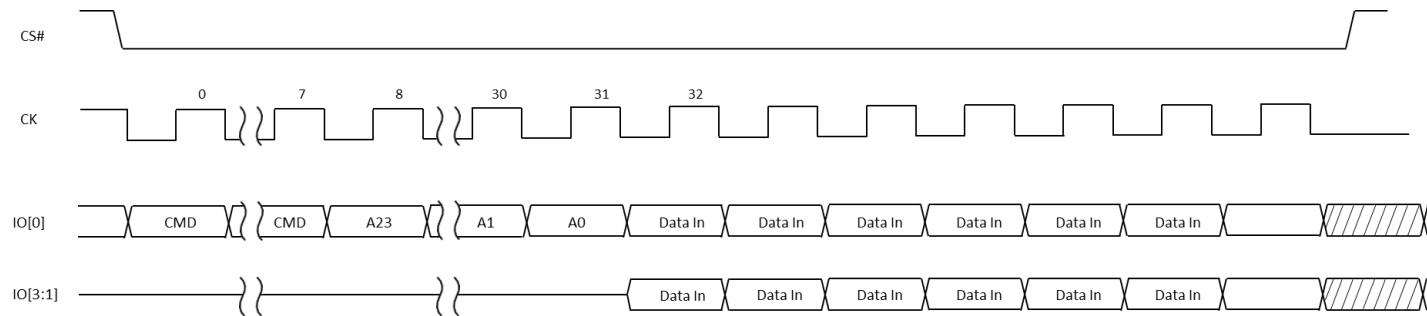 CS#
0 7 8 30 31 32
CK
IO[0] CMD CMD A23 A1 A0 Data In Data In Data In Data In Data In Data In
IO[3:1] Data In Data In Data In Data In Data In Data In